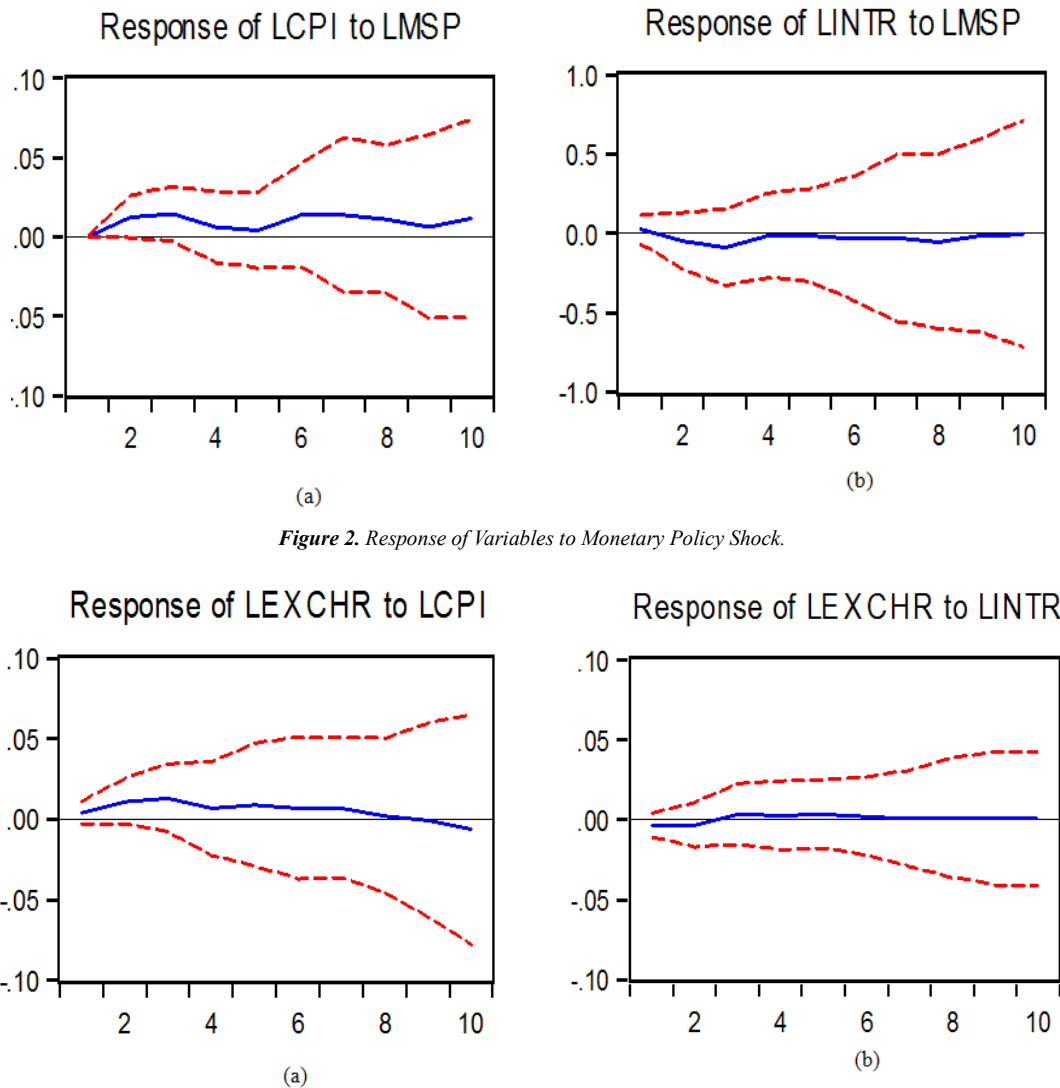 Response of LCPI to LMSP
.10
.05
.00
-.05
-.10
2 4 6 8 10
(a)
Response of LINTR to LMSP
1.0
0.5
0.0
-0.5
-1.0
2 4 6 8 10
(b)
Figure 2. Response of Variables to Monetary Policy Shock.
Response of LEXCHR to LCPI
.10
.05
.00
-.05
-.10
2 4 6 8 10
(a)
Response of LEXCHR to LINTR
.10
.05
.00
-.05
-.10
2 4 6 8 10
(b)